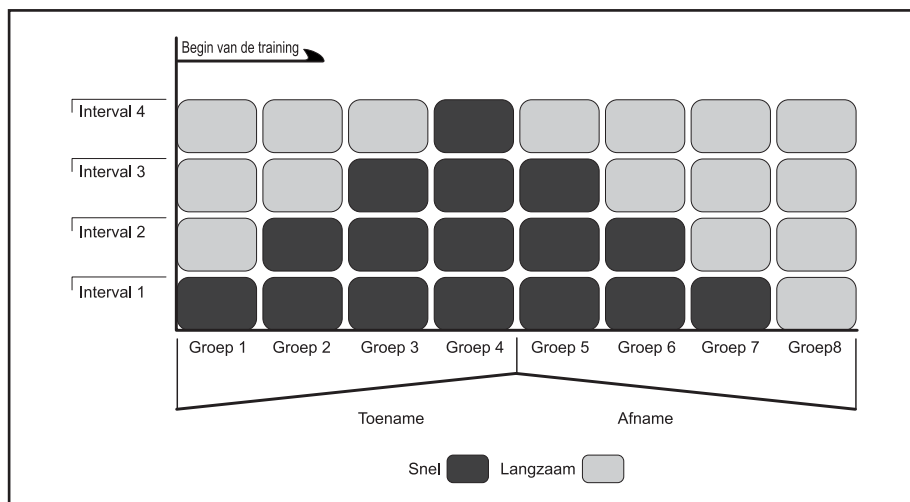 Begin van de training
Interval 4
Interval 3
Interval 2
Interval 1
Groep 1 Groep 2 Groep 3 Groep 4 Groep 5 Groep 6 Groep 7 Groep8
Toename Afname
Snel Langzaam